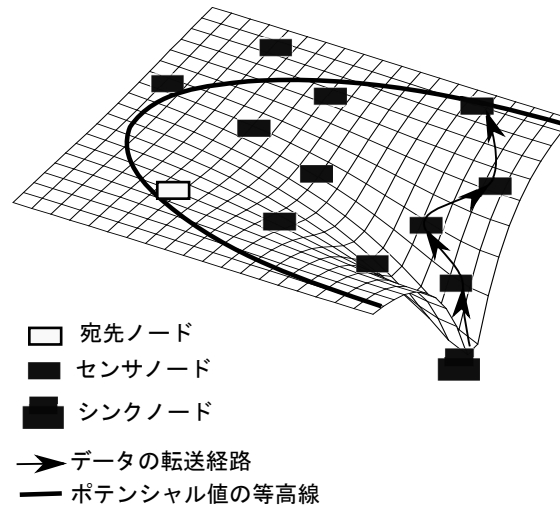 宛先ノード
センサノード
シンクノード
データの転送経路
ポテンシャル値の等高線